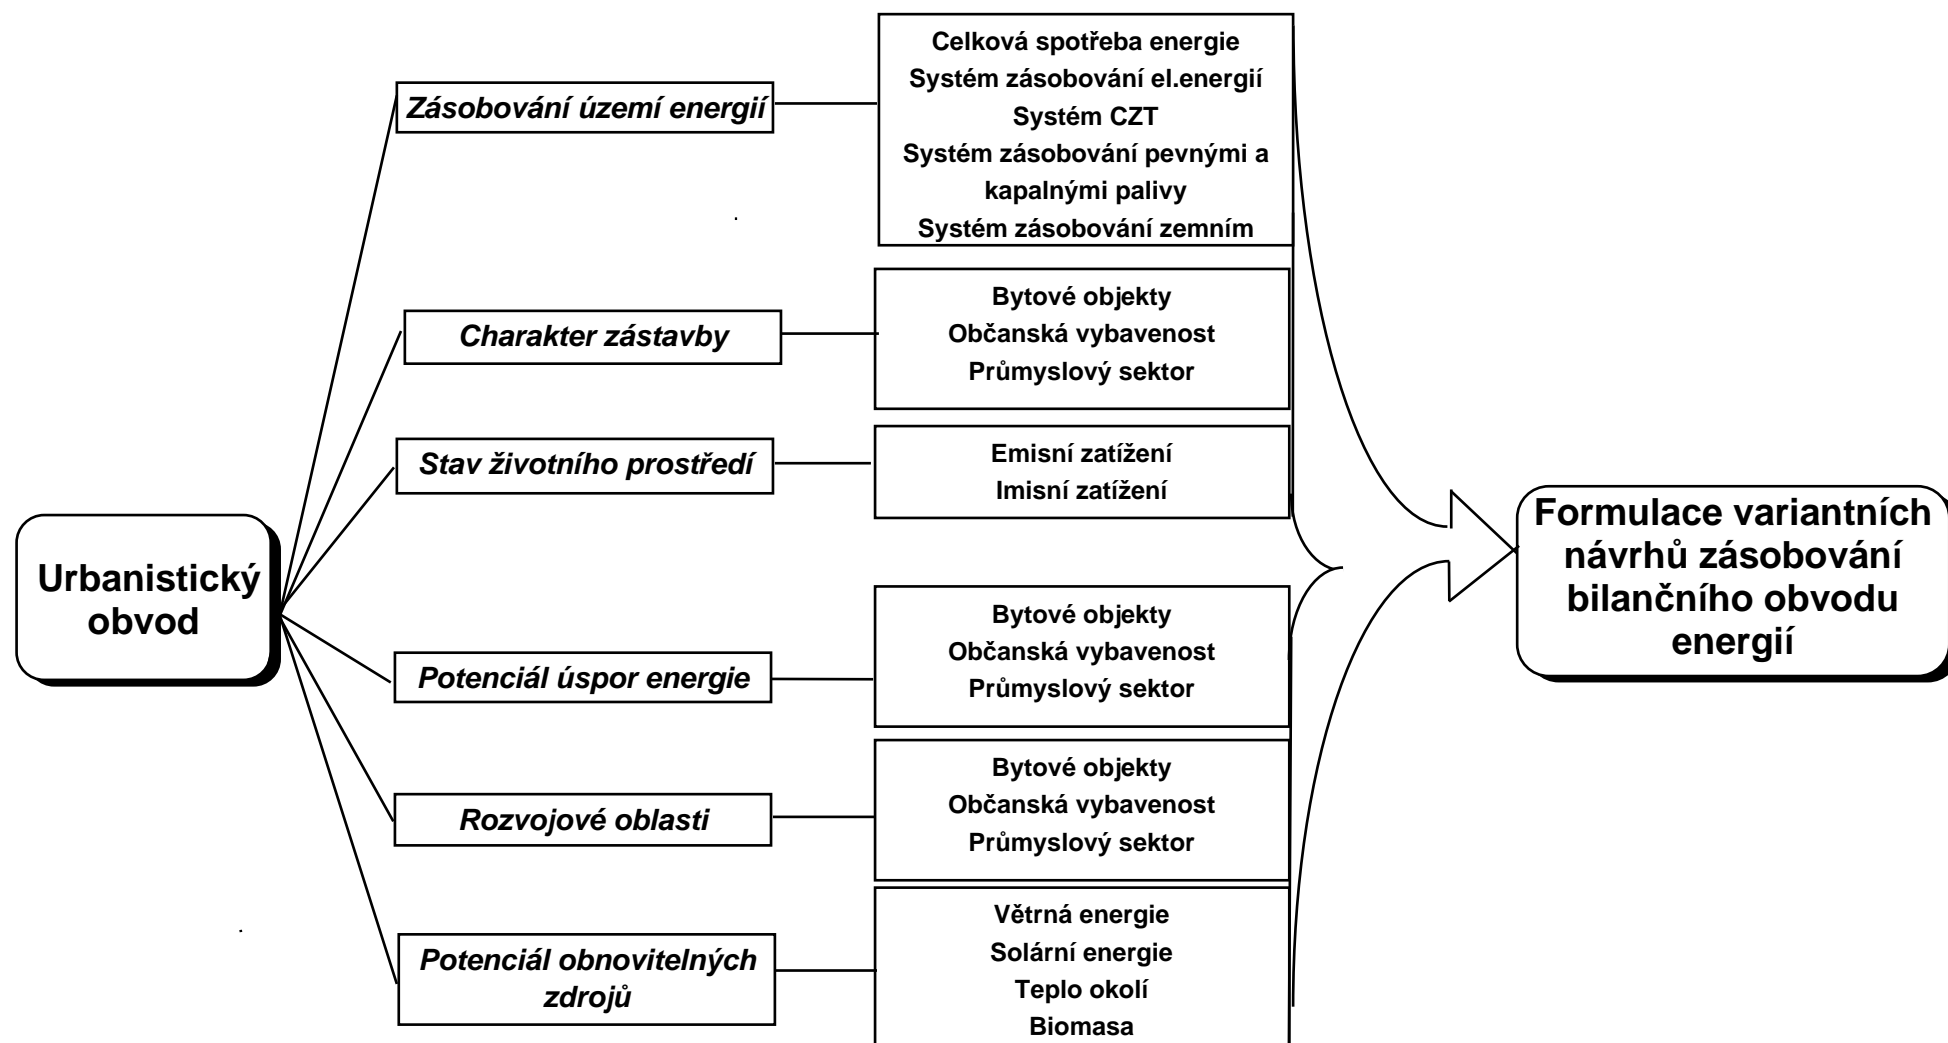 Urbanistický
obvod
Zásobování území energií
Celková spotřeba energie
Systém zásobování el.energií
Systém CZT
Systém zásobování pevnými a
kapalnými palivy
Systém zásobování zemním
Charakter zástavby
Bytové objekty
Občanská vybavenost
Průmyslový sektor
Stav životního prostředí
Emisní zatížení
Imisní zatížení
Potenciál úspor energie
Bytové objekty
Občanská vybavenost
Průmyslový sektor
Rozvojové oblasti
Bytové objekty
Občanská vybavenost
Průmyslový sektor
Potenciál obnovitelných
zdrojů
Větrná energie
Solární energie
Teplo okolí
Biomasa
Formulace variantních
návrhů zásobování
bilančního obvodu
energií